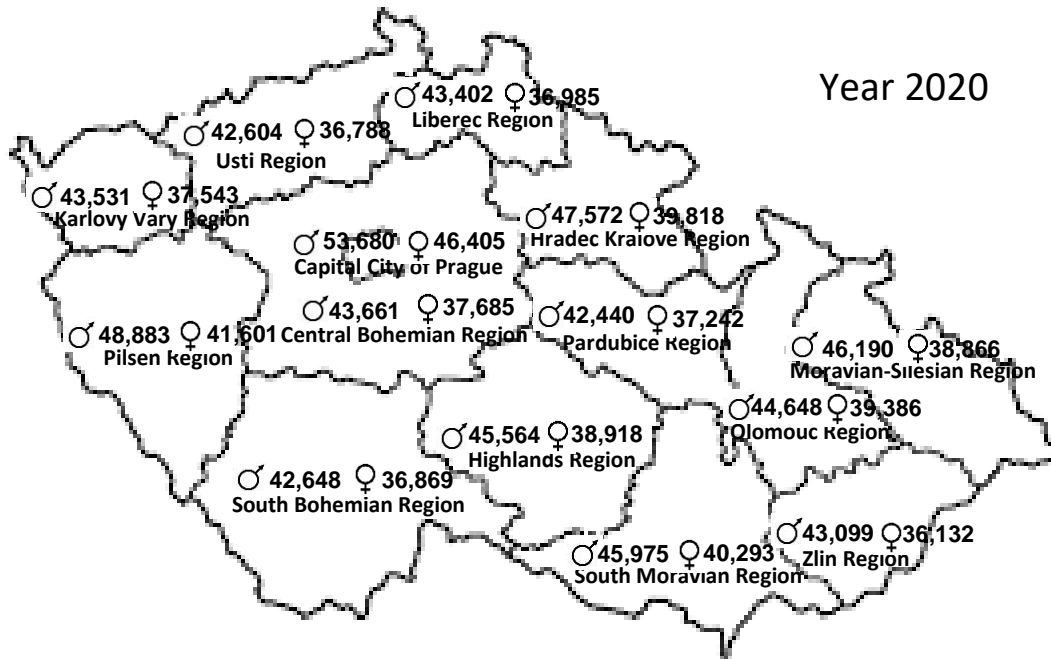 Year 2020
♂43,402 ♀36,985
Liberec Region
♂42,604 ♀36,788
Usti Region
♂43,531 ♀37,543
Karlovy Vary Region
♂47,572 ♀39,818
Hradec Kralove Region
♂53,680 ♀46,405
Capital City of Prague
♂43,661 ♀37,685
Central Bohemian Region
♂42,440 ♀37,242
Pardubice Region
♂48,883 ♀41,601
Pilsen Region
♂46,190 ♀38,866
Moravian-Silesian Region
♂44,648 ♀39,386
Olomouc Region
♂45,564 ♀38,918
Highlands Region
♂42,648 ♀36,869
South Bohemian Region
♂43,099 ♀36,132
Zlin Region
♂45,975 ♀40,293
South Moravian Region